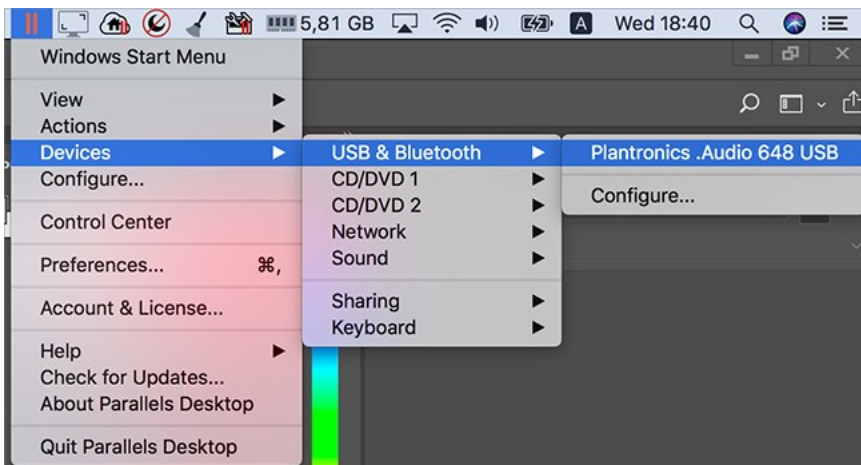 5,81 GB A Wed 18:40
Windows Start Menu
View
Actions
Devices
Configure...
Control Center
Preferences... ⌘,
Account & License...
Help
Check for Updates...
About Parallels Desktop
Quit Parallels Desktop
USB & Bluetooth
CD/DVD 1
CD/DVD 2
Network
Sound
Sharing
Keyboard
Plantronics .Audio 648 USB
Configure...